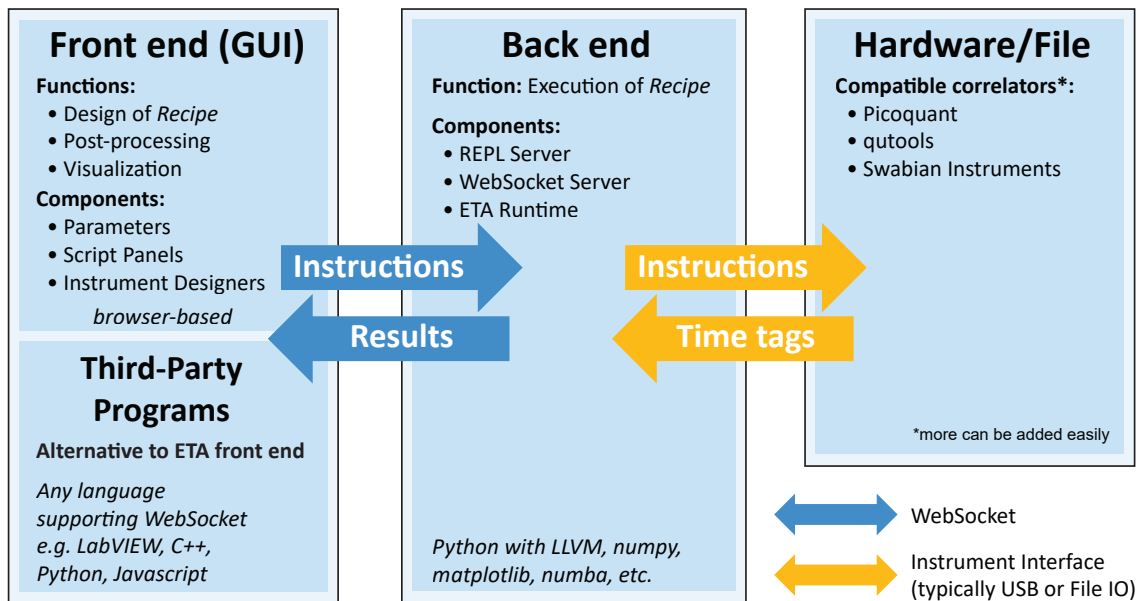 Front end (GUI)
Functions:
• Design of Recipe
• Post-processing
• Visualization
Components:
• Parameters
• Script Panels
• Instrument Designers
browser-based
Third-Party
Programs
Alternative to ETA front end
Any language
supporting WebSocket
e.g. LabVIEW, C++,
Python, Javascript
Instructions
Results
Back end
Function: Execution of Recipe
Components:
• REPL Server
• WebSocket Server
• ETA Runtime
Python with LLVM, numpy,
matplotlib, numba, etc.
Instructions
Time tags
Hardware/File
Compatible correlators*:
• Picoquant
• qutools
• Swabian Instruments
*more can be added easily
WebSocket
Instrument Interface
(typically USB or File IO)